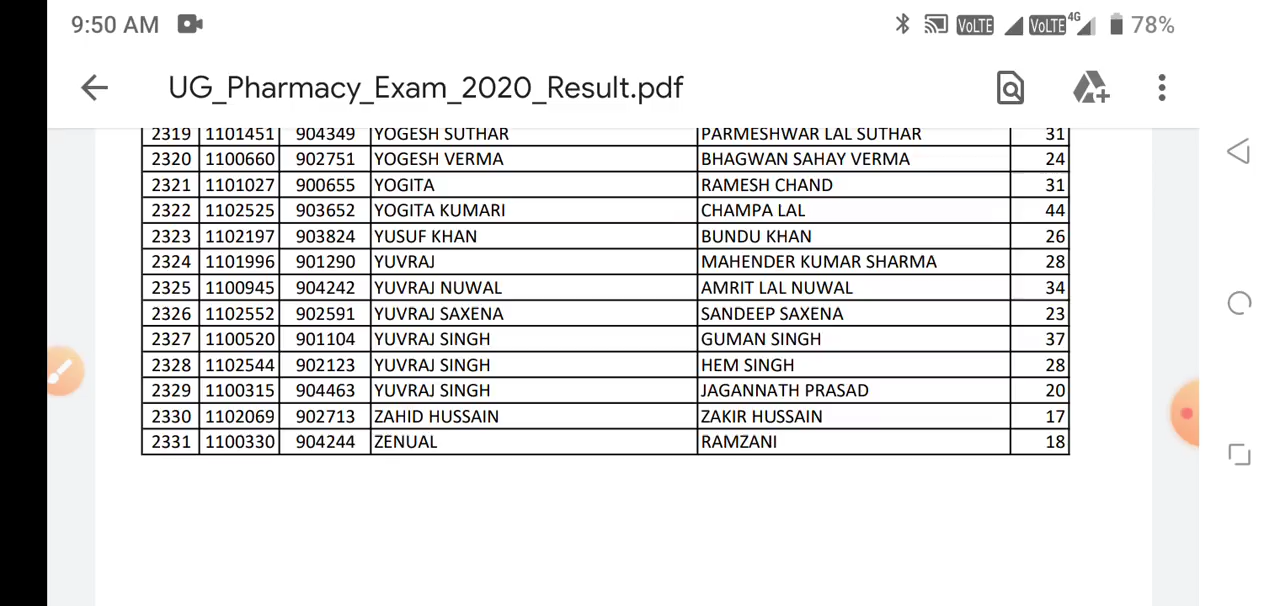 9:50 AM VoLTE VoLTE 4G 78%
UG_Pharmacy_Exam_2020_Result.pdf
2319 1101451 904349 YOGESH SUTHAR PARMESHWAR LAL SUTHAR 31
2320 1100660 902751 YOGESH VERMA BHAGWAN SAHAY VERMA 24
2321 1101027 900655 YOGITA RAMESH CHAND 31
2322 1102525 903652 YOGITA KUMARI CHAMPA LAL 44
2323 1102197 903824 YUSUF KHAN BUNDU KHAN 26
2324 1101996 901290 YUVRAJ MAHENDER KUMAR SHARMA 28
2325 1100945 904242 YUVRAJ NUWAL AMRIT LAL NUWAL 34
2326 1102552 902591 YUVRAJ SAXENA SANDEEP SAXENA 23
2327 1100520 901104 YUVRAJ SINGH GUMAN SINGH 37
2328 1102544 902123 YUVRAJ SINGH HEM SINGH 28
2329 1100315 904463 YUVRAJ SINGH JAGANNATH PRASAD 20
2330 1102069 902713 ZAHID HUSSAIN ZAKIR HUSSAIN 17
2331 1100330 904244 ZENUAL RAMZANI 18